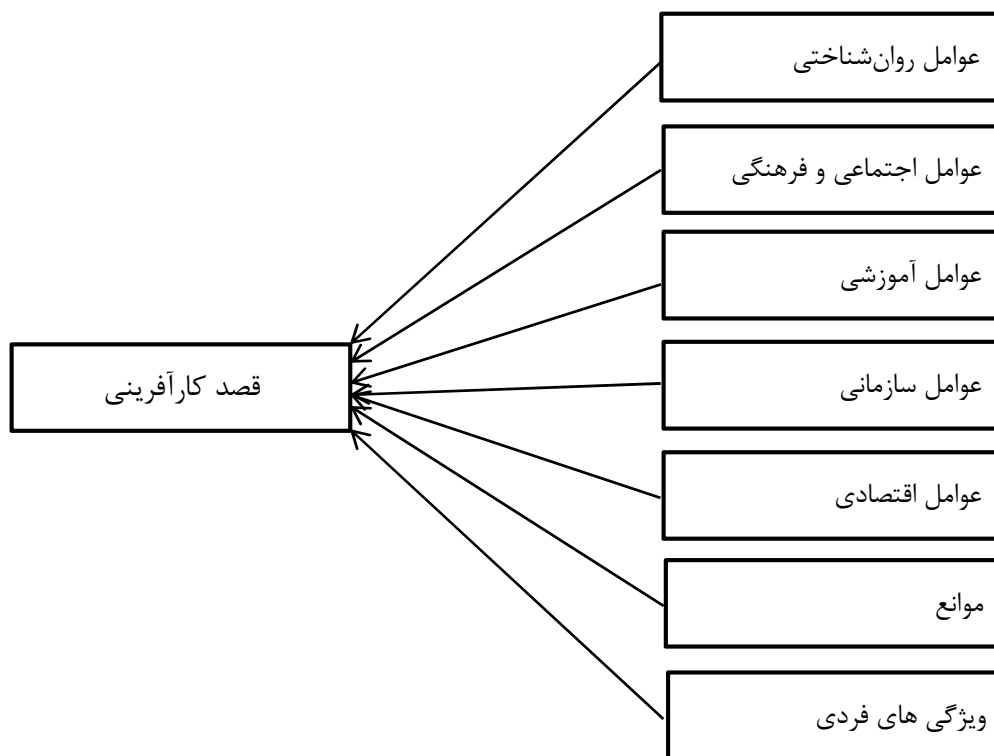 عوامل روان‌شناختی
عوامل اجتماعی و فرهنگی
عوامل آموزشی
عوامل سازمانی
عوامل اقتصادی
موانع
ویژگی های فردی
قصد کارآفرینی